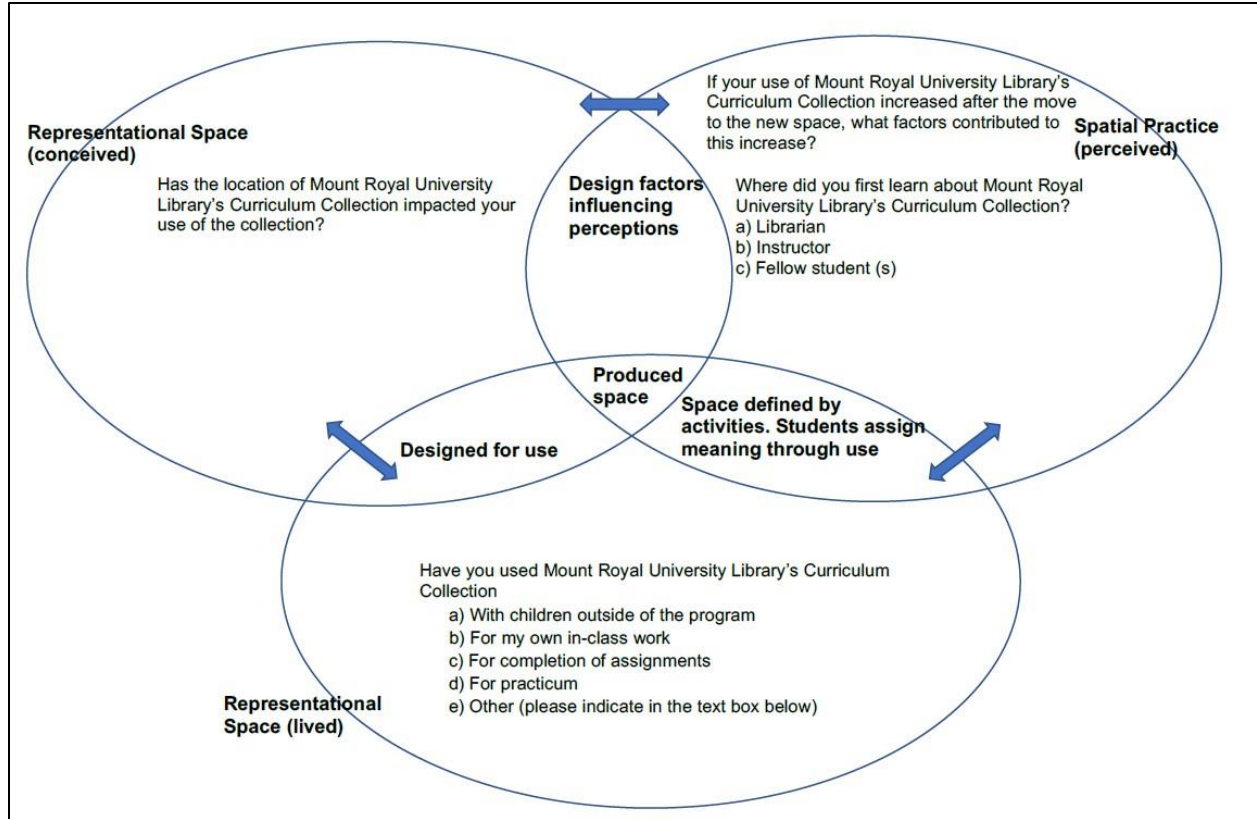 Representational Space
(conceived)
Has the location of Mount Royal University
Library's Curriculum Collection impacted your
use of the collection?
Design factors
influencing
perceptions
If your use of Mount Royal University Library's
Curriculum Collection increased after the move
to the new space, what factors contributed to
this increase?
Spatial Practice
(perceived)
Where did you first learn about Mount Royal
University Library's Curriculum Collection?
a) Librarian
b) Instructor
c) Fellow student (s)
Produced
space
Designed for use
Space defined by
activities. Students assign
meaning through use
Have you used Mount Royal University Library's Curriculum
Collection
a) With children outside of the program
b) For my own in-class work
c) For completion of assignments
d) For practicum
e) Other (please indicate in the text box below)
Representational
Space (lived)